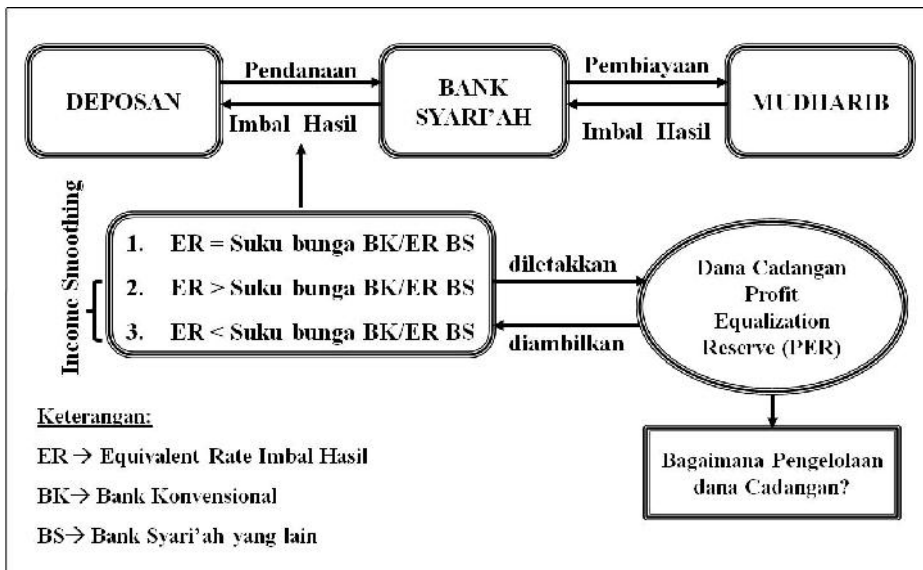 DEPOSAN
Pendanaan
Imbal Hasil
BANK
SYARI'AH
Pembiayaan
Imbal Hasil
MUDHARIB
Income Smoothing
1. ER = Suku bunga BK/ER BS
2. ER > Suku bunga BK/ER BS
3. ER < Suku bunga BK/ER BS
diletakkan
diambilkan
Dana Cadangan
Profit
Equalization
Reserve (PER)
Bagaimana Pengelolaan
dana Cadangan?
Keterangan:
ER→ Equivalent Rate Imbal Hasil
BK→ Bank Konvensional
BS→ Bank Syari'ah yang lain